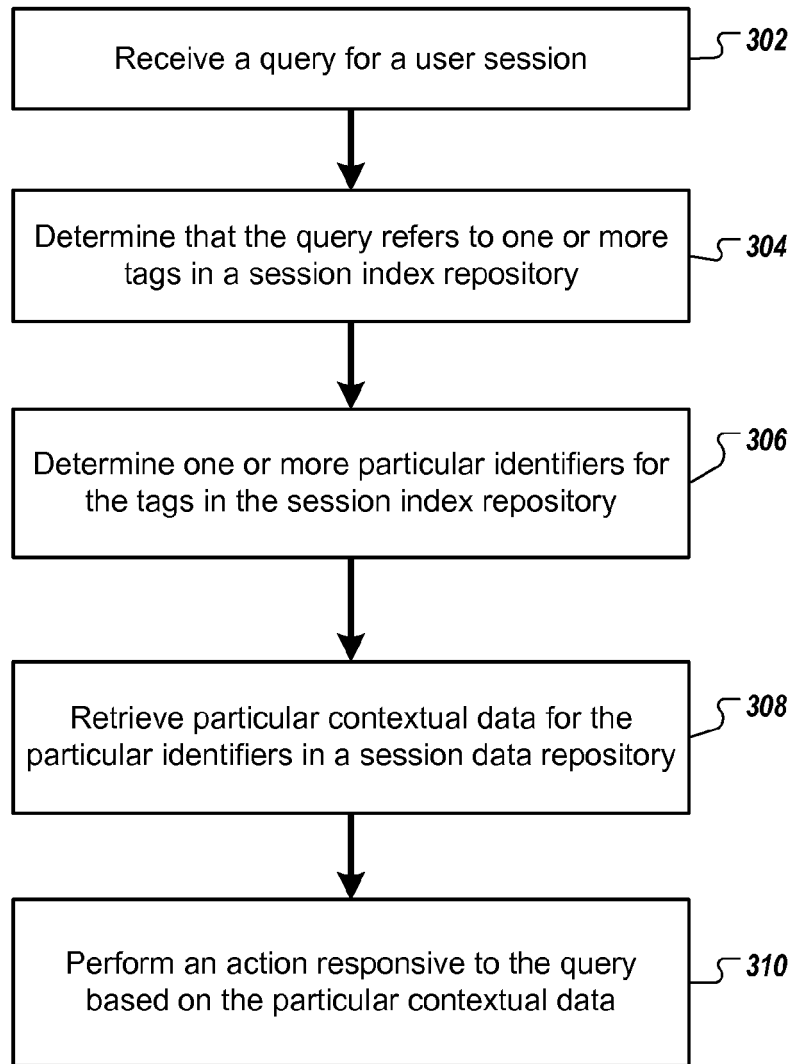 Receive a query for a user session
302
Determine that the query refers to one or more
tags in a session index repository
304
Determine one or more particular identifiers for
the tags in the session index repository
306
Retrieve particular contextual data for the
particular identifiers in a session data repository
308
Perform an action responsive to the query
based on the particular contextual data
310